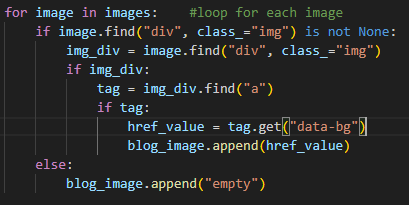 for image in images:    #loop for each image
    if image.find("div", class_="img") is not None:
        img_div = image.find("div", class_="img")
        if img_div:
            tag = img_div.find("a")
            if tag:
                href_value = tag.get("data-bg")
                blog_image.append(href_value)
    else:
        blog_image.append("empty")